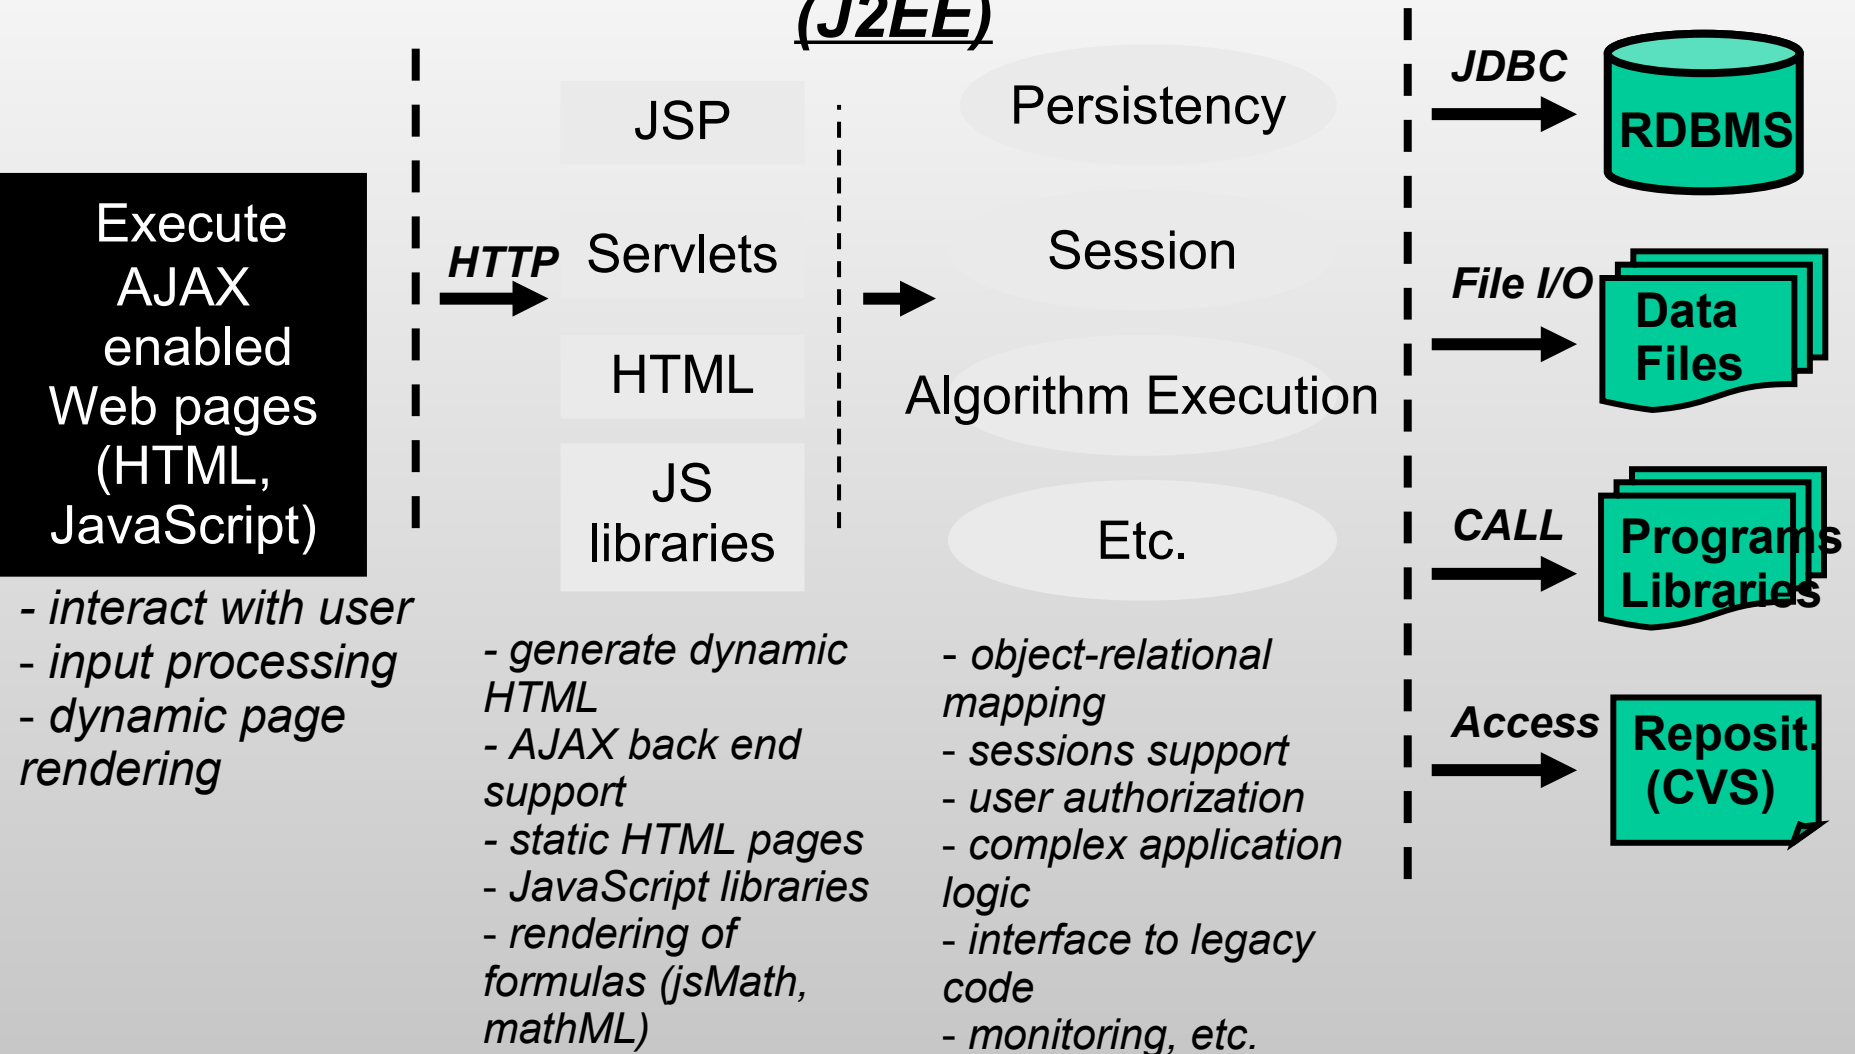 (J2EE)
Execute
AJAX
enabled
Web pages
(HTML,
JavaScript)
- interact with user
- input processing
- dynamic page
rendering
HTTP
JSP
Servlets
HTML
JS
libraries
- generate dynamic
HTML
- AJAX back end
support
- static HTML pages
- JavaScript libraries
- rendering of
formulas (jsMath,
mathML)
Persistency
Session
Algorithm Execution
Etc.
- object-relational
mapping
- sessions support
- user authorization
- complex application
logic
- interface to legacy
code
- monitoring, etc.
JDBC
RDBMS
File I/O
Data
Files
CALL
Programs
Libraries
Access
Reposit.
(CVS)